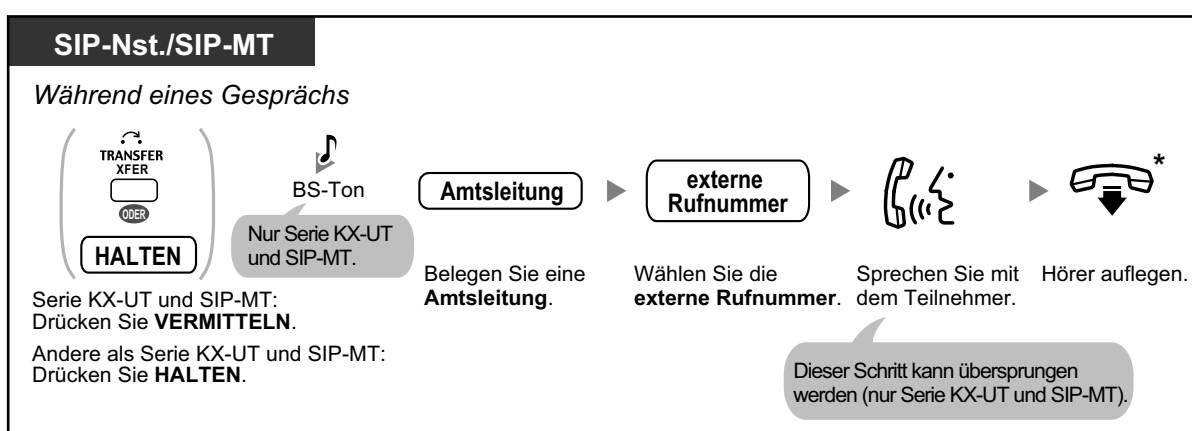 SIP-Nst./SIP-MT
Während eines Gesprächs
TRANSFER
XFER
ODER
HALTEN
Serie KX-UT und SIP-MT:
Drücken Sie VERMITTELN.
Andere als Serie KX-UT und SIP-MT:
Drücken Sie HALTEN.
BS-Ton
Nur Serie KX-UT
und SIP-MT.
Amtsleitung
Belegen Sie eine
Amtsleitung.
externe
Rufnummer
Wählen Sie die
externe Rufnummer.
Sprechen Sie mit
dem Teilnehmer.
Dieser Schritt kann übersprungen
werden (nur Serie KX-UT und SIP-MT).
*
Hörer auflegen.